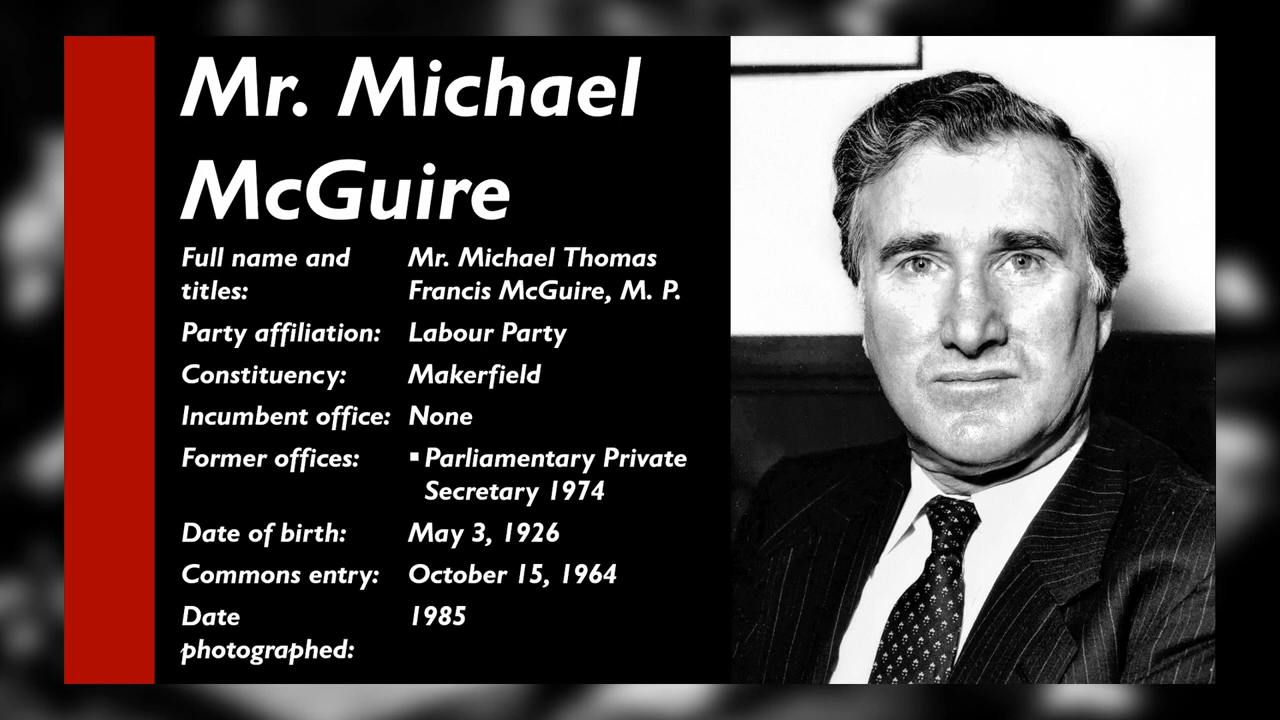 Mr. Michael
McGuire
Full name and titles: Mr. Michael Thomas Francis McGuire, M. P.
Party affiliation: Labour Party
Constituency: Makerfield
Incumbent office: None
Former offices: ▪ Parliamentary Private Secretary 1974
Date of birth: May 3, 1926
Commons entry: October 15, 1964
Date photographed: 1985